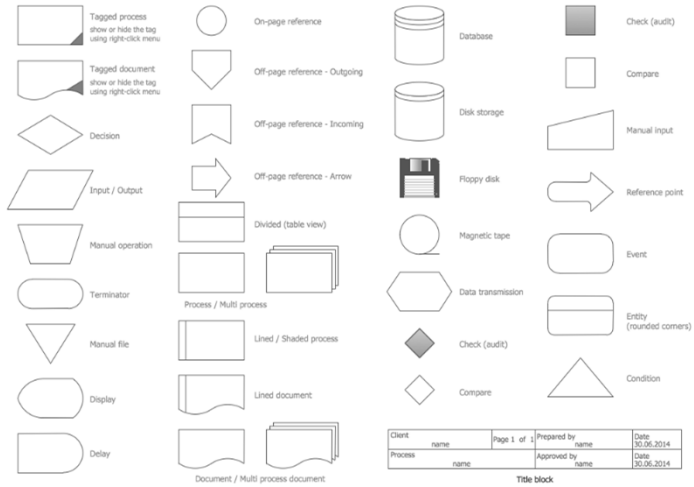 Tagged process
show or hide the tag
using right-click menu
Tagged document
show or hide the tag
using right-click menu
Decision
Input / Output
Manual operation
Terminator
Manual file
Display
Delay
On-page reference
Off-page reference - Outgoing
Off-page reference - Incoming
Off-page reference - Arrow
Divided (table view)
Process / Multi process
Lined / Shaded process
Lined document
Document / Multi process document
Database
Disk storage
Floppy disk
Magnetic tape
Data transmission
Check (audit)
Compare
Check (audit)
Compare
Manual input
Reference point
Event
Entity
(rounded corners)
Condition
Client
name
Page 1 of 1
Prepared by
name
Date
30.06.2014
Process
name
Approved by
name
Date
30.06.2014
Title block